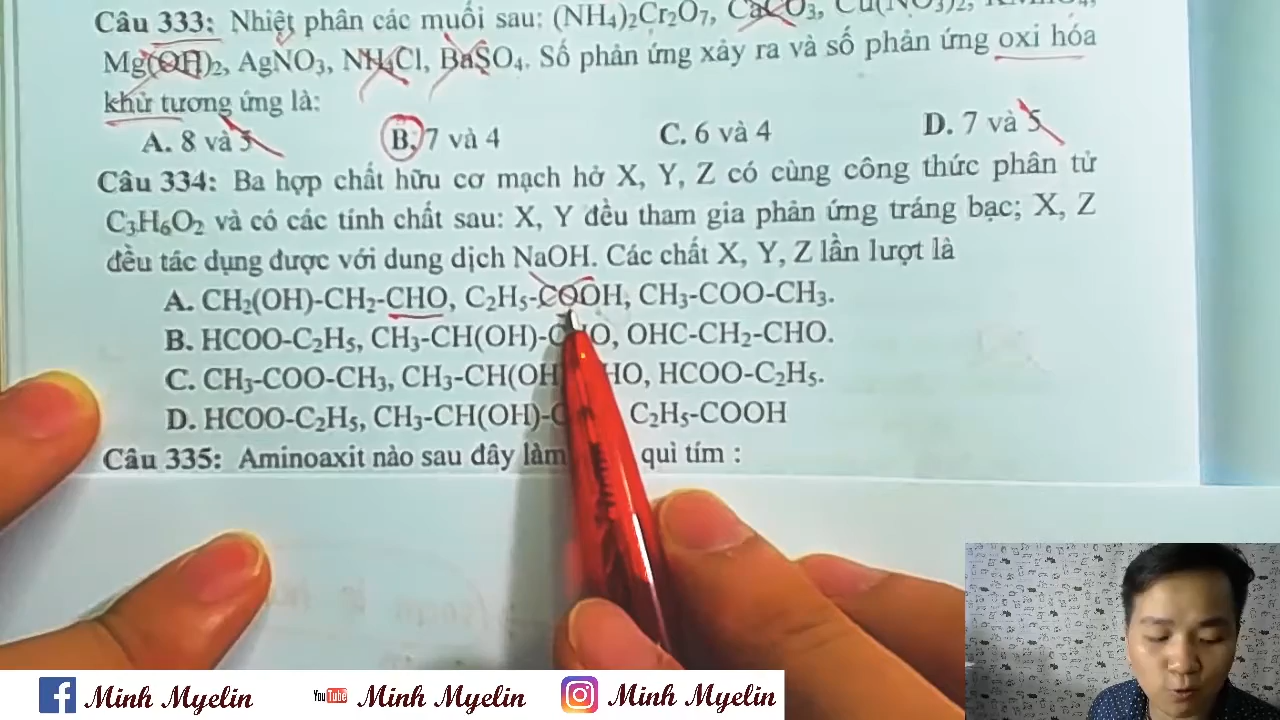 Câu 333: Nhiệt phân các muối sau: (NH₄)₂Cr₂O₇, CaCO₃, Cu(NO₃)₂,
Mg(OH)₂, AgNO₃, NH₄Cl, BaSO₄. Số phản ứng xảy ra và số phản ứng oxi hóa
khử tương ứng là:
A. 8 và 5 B. 7 và 4 C. 6 và 4 D. 7 và 5
Câu 334: Ba hợp chất hữu cơ mạch hở X, Y, Z có cùng công thức phân tử
C₃H₆O₂ và có các tính chất sau: X, Y đều tham gia phản ứng tráng bạc; X, Z
đều tác dụng được với dung dịch NaOH. Các chất X, Y, Z lần lượt là
A. CH₂(OH)-CH₂-CHO, C₂H₅-COOH, CH₃-COO-CH₃.
B. HCOO-C₂H₅, CH₃-CH(OH)-CHO, OHC-CH₂-CHO.
C. CH₃-COO-CH₃, CH₃-CH(OH HO, HCOO-C₂H₅.
D. HCOO-C₂H₅, CH₃-CH(OH)-C C₂H₅-COOH
Câu 335: Aminoaxit nào sau đây làm quì tím :
Minh Myelin YouTube Minh Myelin Minh Myelin